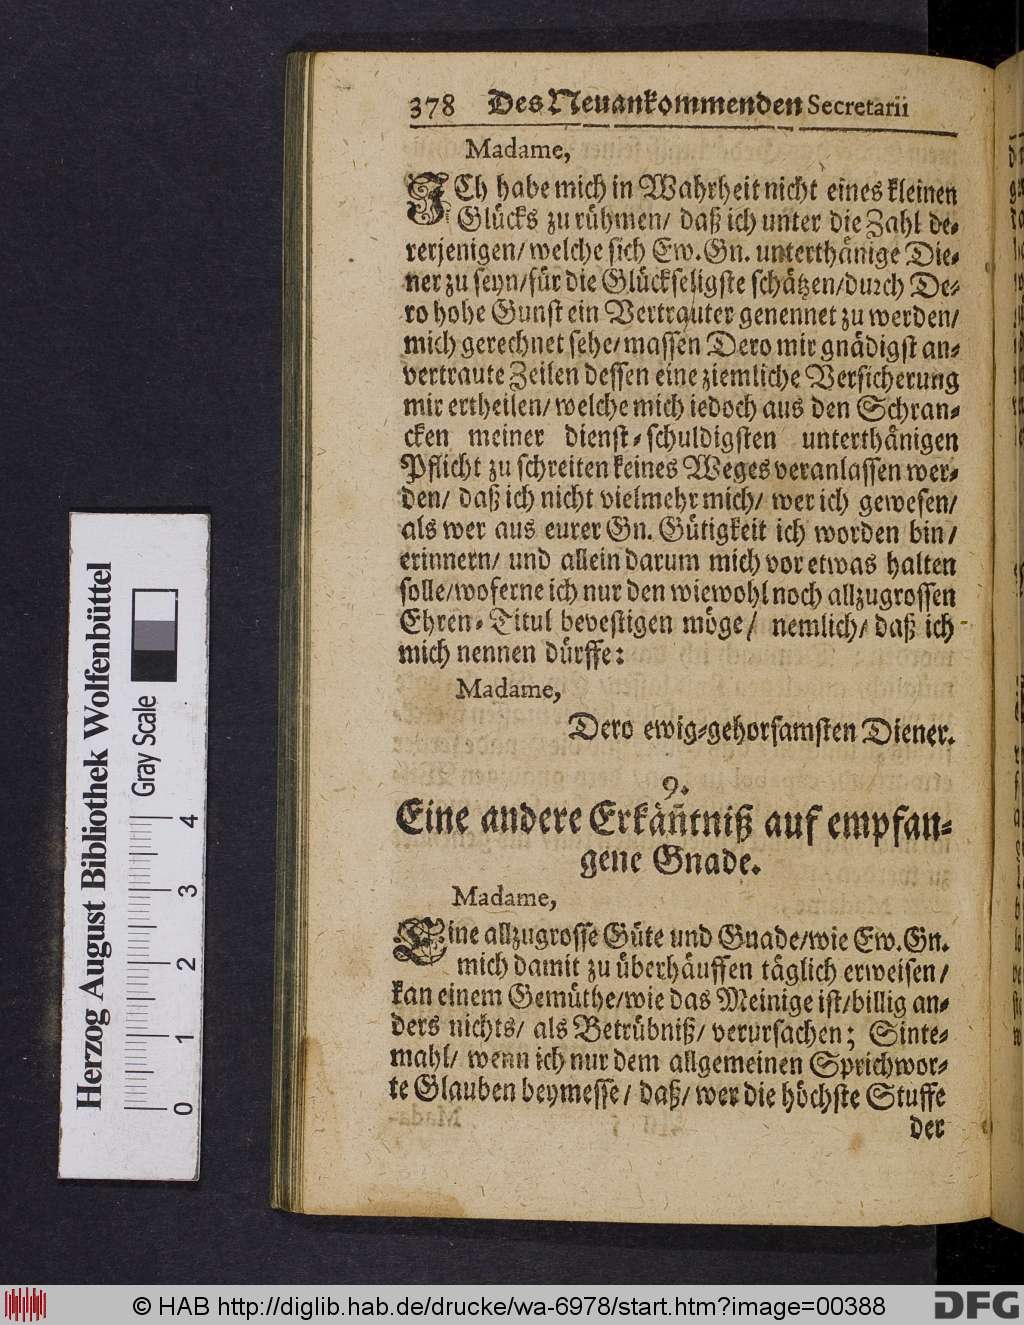 378 Des Neuankommenden Secretarii
Madame,
ICh habe mich in Wahrheit nicht eines kleinen
Glücks zu rühmen/ daß ich unter die Zahl de-
rerjenigen/ welche sich Ew. Gn. unterthänige Die-
ner zu seyn/ für die Glückseligste schätzen/ durch De-
ro hohe Gunst ein Vertrauter genennet zu werden/
mich gerechnet sehe/ massen Dero mir gnädigst an-
vertraute Zeilen dessen eine ziemliche Versicherung
mir ertheilen/ welche mich iedoch aus den Schran-
cken meiner dienst-schuldigsten unterthänigen
Pflicht zu schreiten keines Weges veranlassen wer-
den/ daß ich nicht vielmehr mich/ wer ich gewesen/
als wer aus eurer Gn. Gütigkeit ich worden bin/
erinnern/ und allein darum mich vor etwas halten
solle/ woferne ich nur den wiewohl noch allzugrossen
Ehren-Titul bevestigen möge/ nemlich/ daß ich
mich nennen dürffe:
Madame,
Dero ewig-gehorsamsten Diener.
9.
Eine andere Erkäñtniß auf empfan-
gene Gnade.
Madame,
Eine allzugrosse Güte und Gnade/ wie Ew. Gn.
mich damit zu überhäuffen täglich erweisen/
kan einem Gemüthe/ wie das Meinige ist/ billig an-
ders nichts/ als Betrübniß/ verursachen; Sinte-
mahl/ wenn ich nur dem allgemeinen Sprichwor-
te Glauben beymesse/ daß/ wer die höchste Stuffe
der
Herzog August Bibliothek Wolfenbüttel
Gray Scale
0 1 2 3 4
© HAB http://diglib.hab.de/drucke/wa-6978/start.htm?image=00388
DFG